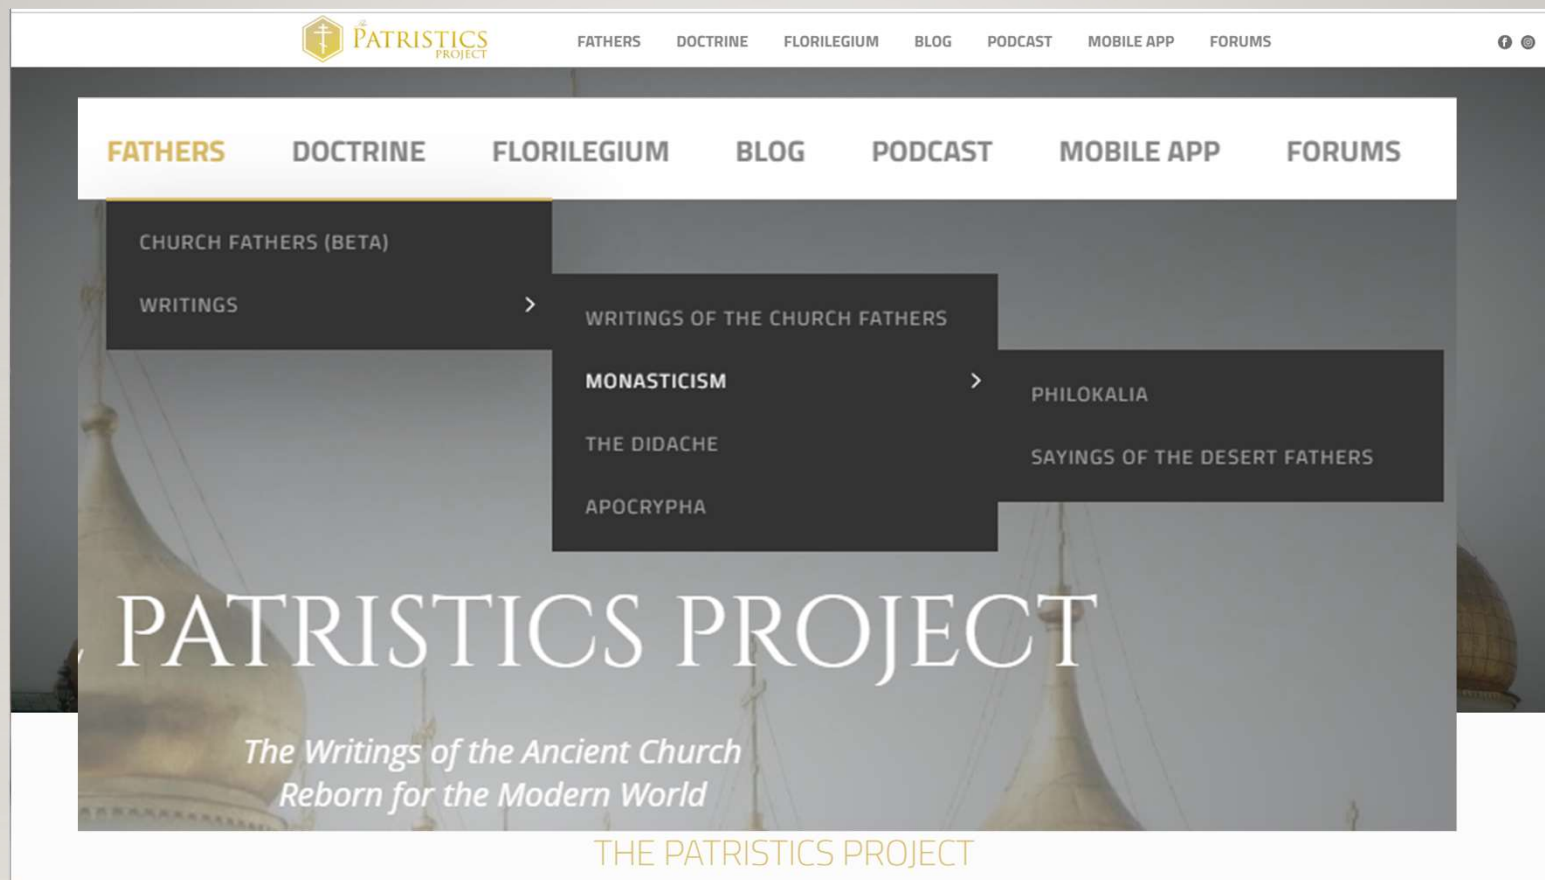 The
PATRISTICS
PROJECT
FATHERS DOCTRINE FLORILEGIUM BLOG PODCAST MOBILE APP FORUMS
FATHERS DOCTRINE FLORILEGIUM BLOG PODCAST MOBILE APP FORUMS
CHURCH FATHERS (BETA)
WRITINGS
WRITINGS OF THE CHURCH FATHERS
MONASTICISM
THE DIDACHE
APOCRYPHA
PHILOKALIA
SAYINGS OF THE DESERT FATHERS
PATRISTICS PROJECT
The Writings of the Ancient Church
Reborn for the Modern World
THE PATRISTICS PROJECT